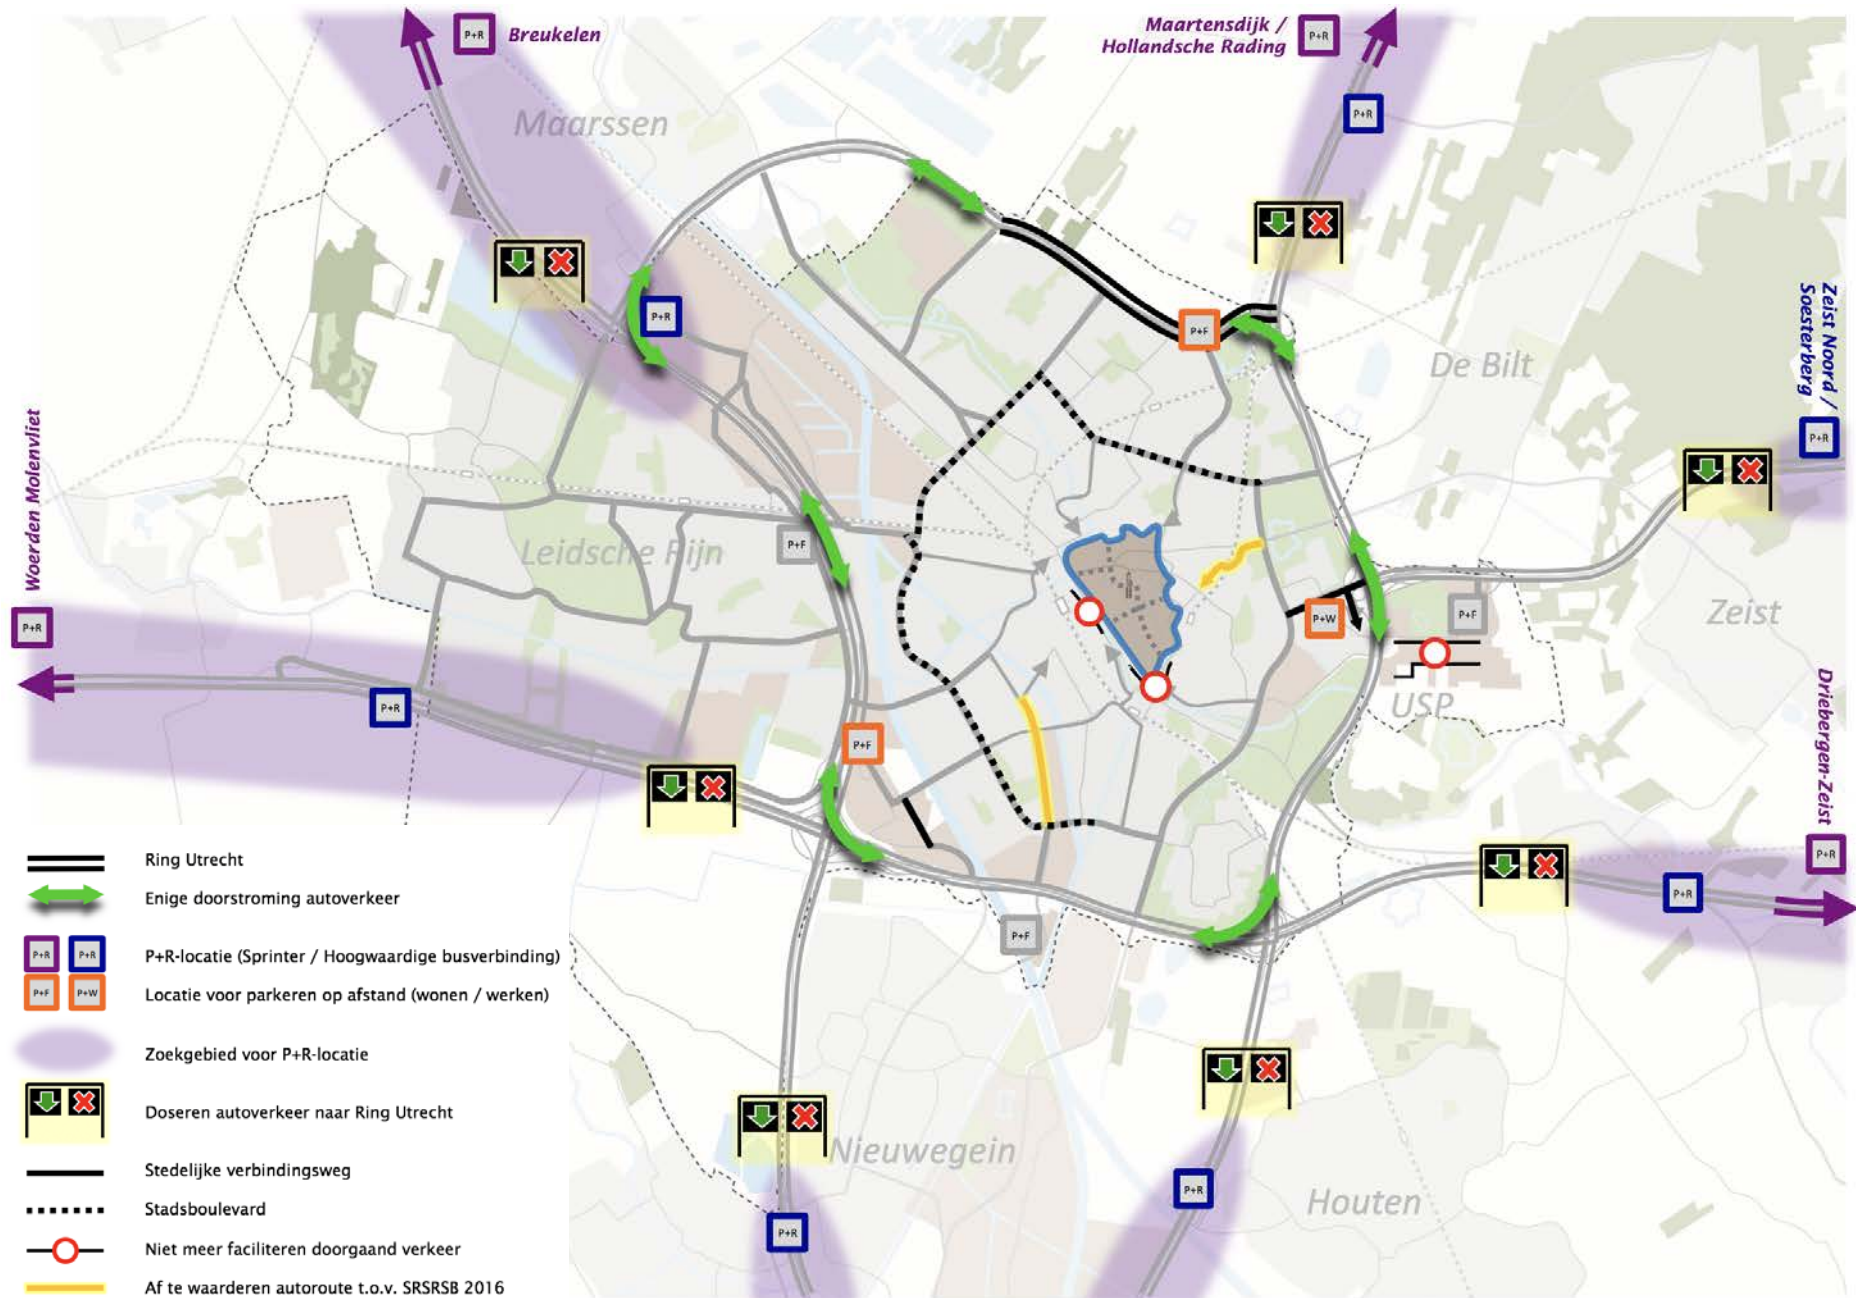 P+R Breukelen
Maartensdijk /
Hollandsche Rading
P+R
P+R
Maarssen
P+R
P+F
De Bilt
Zeist Noord /
Soesterberg
P+R
Woerden Molenvliet
P+R
Leidsche Rijn
P+F
P+W
P+F
Zeist
USP
P+R
P+F
Driebergen-Zeist
P+R
P+R
P+F
Nieuwegein
P+R
P+R
Houten
Ring Utrecht
Enige doorstroming autoverkeer
P+R P+R P+R-locatie (Sprinter / Hoogwaardige busverbinding)
P+F P+W Locatie voor parkeren op afstand (wonen / werken)
Zoekgebied voor P+R-locatie
Doseren autoverkeer naar Ring Utrecht
Stedelijke verbindingsweg
Stadsboulevard
Niet meer faciliteren doorgaand verkeer
Af te waarderen autoroute t.o.v. SRSRSB 2016